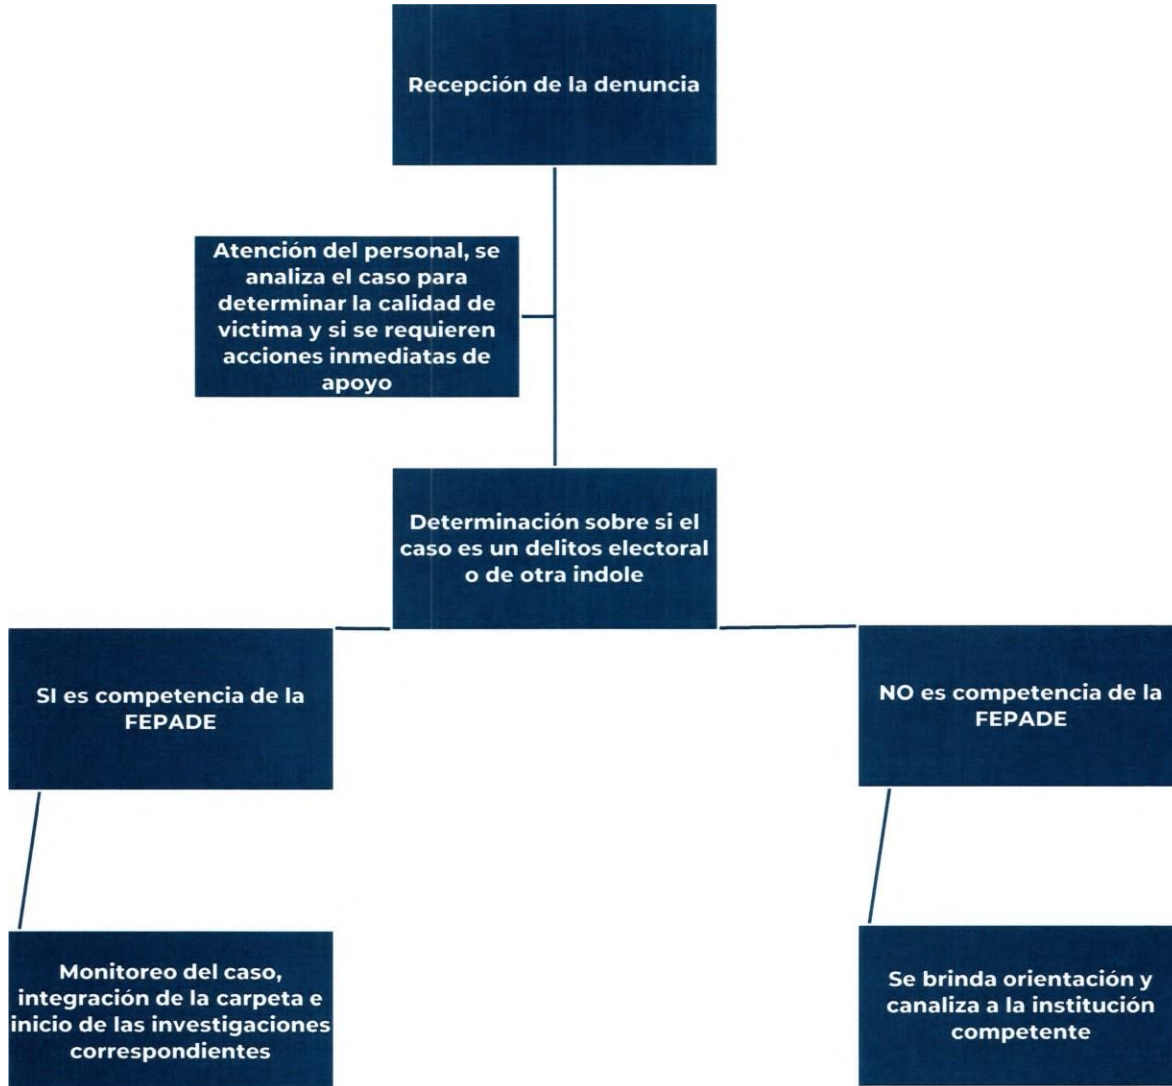 Recepción de la denuncia
Atención del personal, se
analiza el caso para
determinar la calidad de
victima y si se requieren
acciones inmediatas de
apoyo
Determinación sobre si el
caso es un delitos electoral
o de otra indole
SI es competencia de la
FEPADE
NO es competencia de la
FEPADE
Monitoreo del caso,
integración de la carpeta e
inicio de las investigaciones
correspondientes
Se brinda orientación y
canaliza a la institución
competente